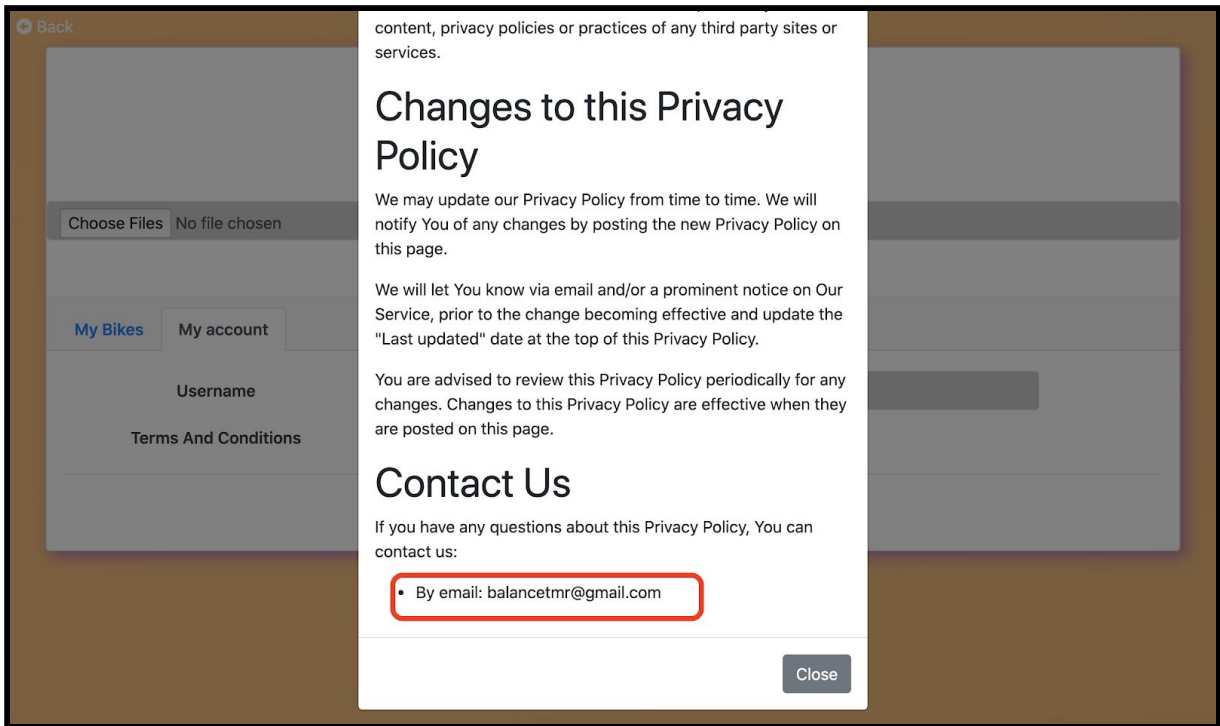 Back
content, privacy policies or practices of any third party sites or
services.
Changes to this Privacy
Policy
We may update our Privacy Policy from time to time. We will
notify You of any changes by posting the new Privacy Policy on
this page.
Choose Files No file chosen
We will let You know via email and/or a prominent notice on Our
Service, prior to the change becoming effective and update the
"Last updated" date at the top of this Privacy Policy.
My Bikes My account
You are advised to review this Privacy Policy periodically for any
changes. Changes to this Privacy Policy are effective when they
are posted on this page.
Username
Terms And Conditions
Contact Us
If you have any questions about this Privacy Policy, You can
contact us:
• By email: balancetmr@gmail.com
Close